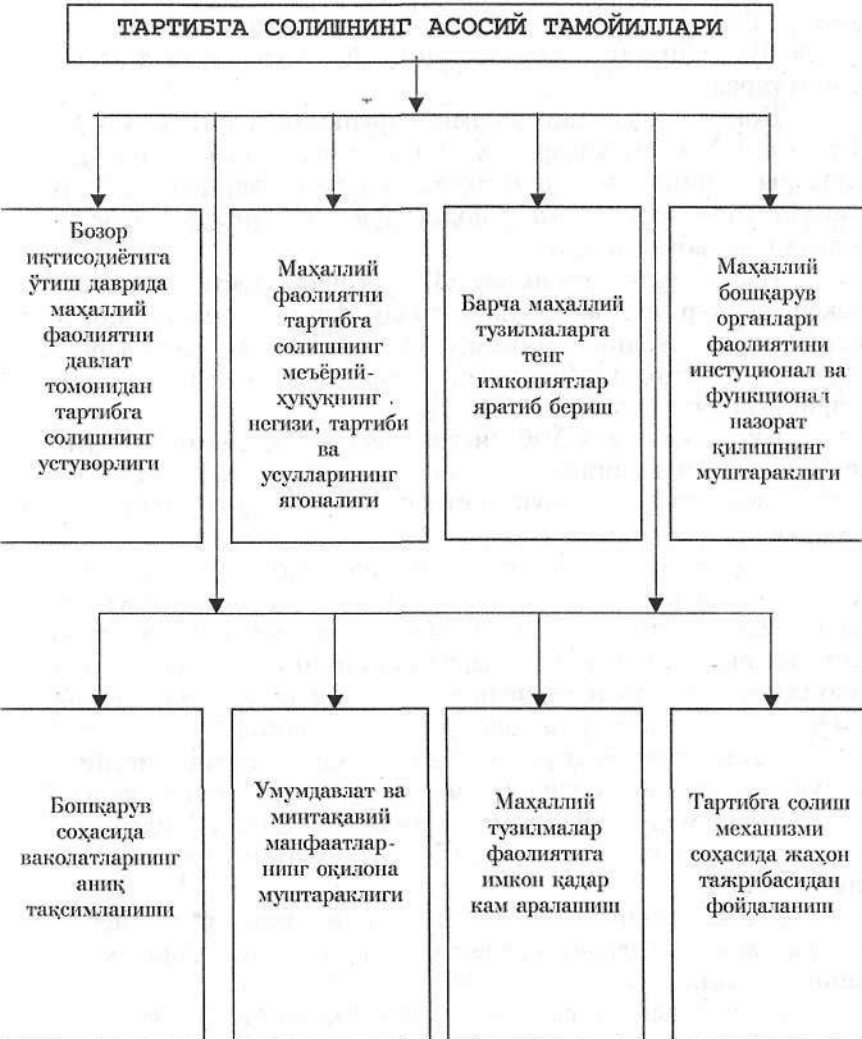 ТАРТИБГА СОЛИШНИНГ АСОСИЙ ТАМОЙИЛЛАРИ
Бозор
иқтисодиётига
ўтиш даврида
маҳаллий
фаолиятни
давлат
томонидан
тартибга
солишнинг
устуворлиги
Маҳаллий
фаолиятни
тартибга
солишнинг
меъёрий-
ҳуқуқнинг
негизи, тартиби
ва
усулларининг
ягоналиги
Барча маҳаллий
тузилмаларга
тенг
имкониятлар
яратиб бериш
Маҳаллий
бошқарув
органлари
фаолиятини
инстуционал ва
функционал
назорат
қилишнинг
муштараклиги
Бошқарув
соҳасида
ваколатларнинг
аниқ
тақсимланиши
Умумдавлат ва
минтақавий
манфаатлар-
нинг оқилона
муштараклиги
Маҳаллий
тузилмалар
фаолиятига
имкон қадар
кам аралашиш
Тартибга солиш
механизми
соҳасида жаҳон
тажрибасидан
фойдаланиш